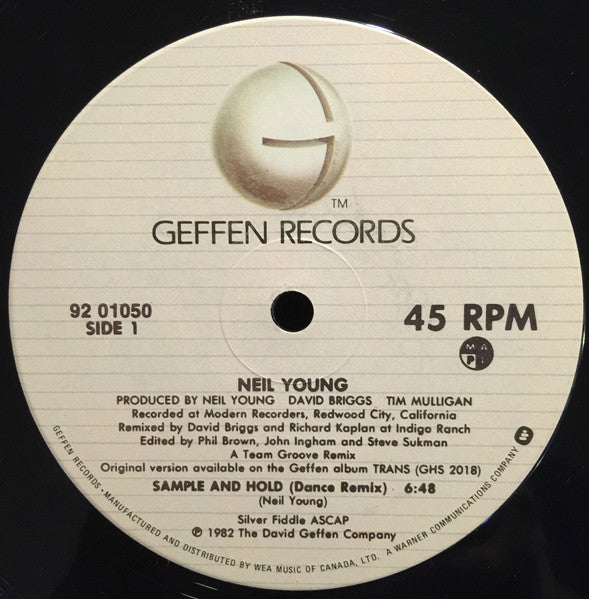 G
TM
GEFFEN RECORDS
92 01050
SIDE 1
45 RPM
M A
P L
NEIL YOUNG
PRODUCED BY NEIL YOUNG DAVID BRIGGS TIM MULLIGAN
Recorded at Modern Recorders, Redwood City, California
Remixed by David Briggs and Richard Kaplan at Indigo Ranch
Edited by Phil Brown, John Ingham and Steve Sukman
A Team Groove Remix
Original version available on the Geffen album TRANS (GHS 2018)
SAMPLE AND HOLD (Dance Remix) 6:48
(Neil Young)
Silver Fiddle ASCAP
℗ 1982 The David Geffen Company
GEFFEN RECORDS - MANUFACTURED AND DISTRIBUTED BY WEA MUSIC OF CANADA, LTD. A WARNER COMMUNICATIONS COMPANY